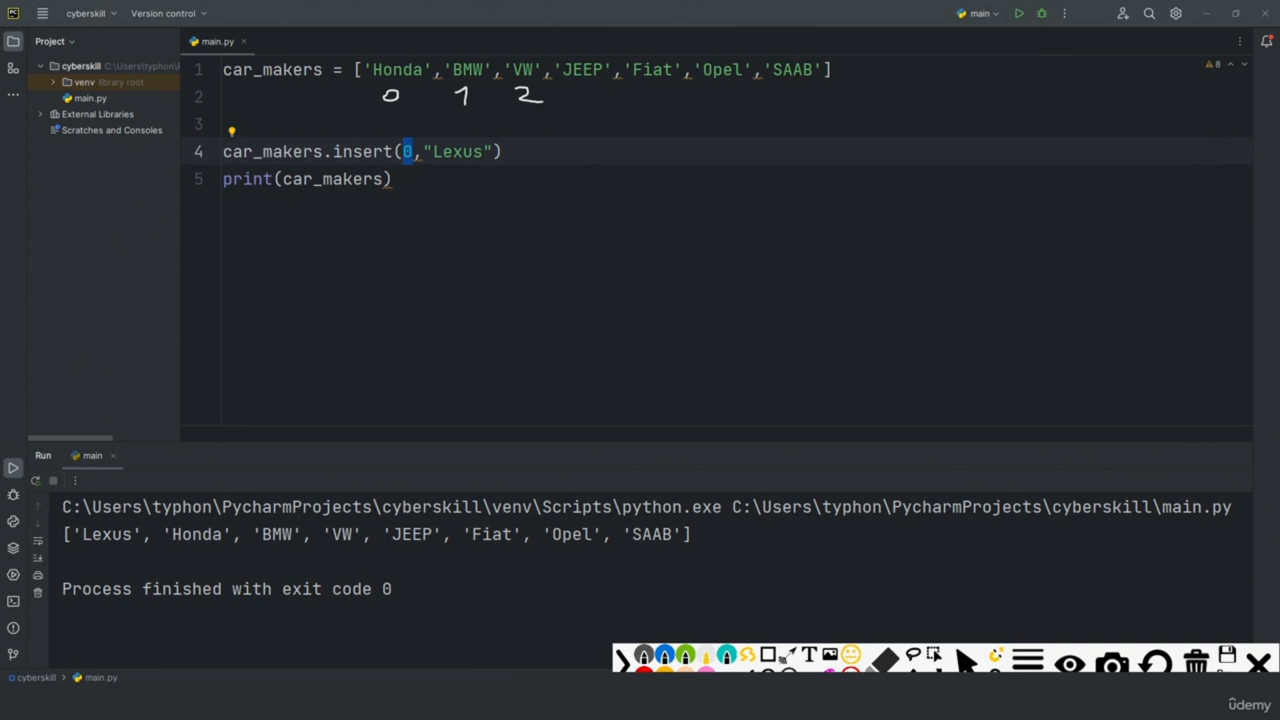 PC cyberskill Version control main
Project main.py
cyberskill C:\Users\typhon\P
venv library root
main.py
External Libraries
Scratches and Consoles
8
1 car_makers = ['Honda','BMW','VW','JEEP','Fiat','Opel','SAAB']
2 0 1 2
3
4 car_makers.insert(0,"Lexus")
5 print(car_makers)
Run main
C:\Users\typhon\PycharmProjects\cyberskill\venv\Scripts\python.exe C:\Users\typhon\PycharmProjects\cyberskill\main.py
['Lexus', 'Honda', 'BMW', 'VW', 'JEEP', 'Fiat', 'Opel', 'SAAB']
Process finished with exit code 0
T
cyberskill > main.py
ûdemy